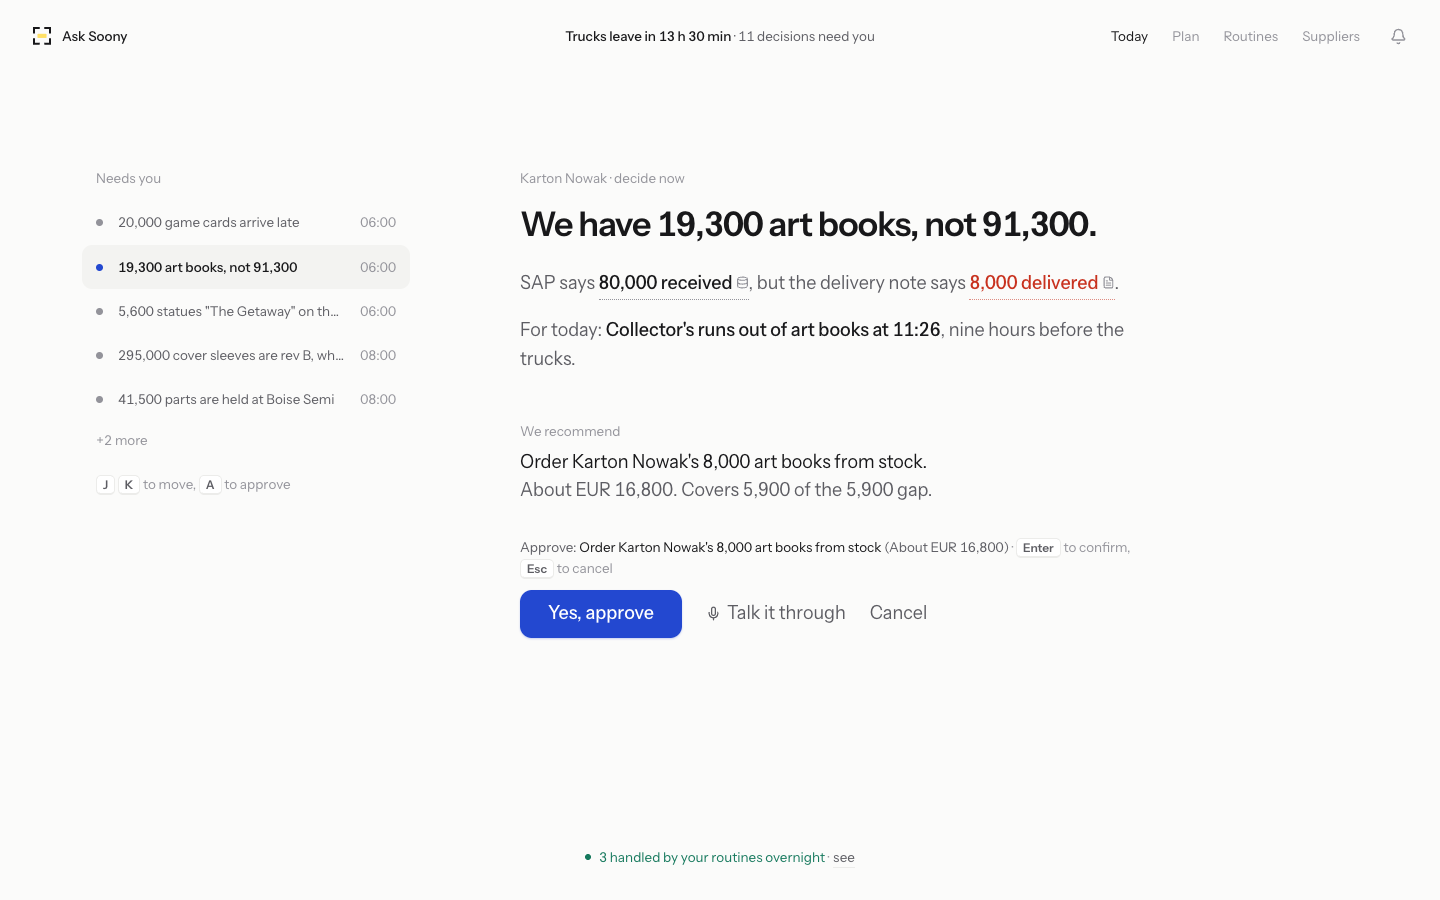 Ask Soony
Trucks leave in 13 h 30 min · 11 decisions need you
Today
Plan
Routines
Suppliers
Needs you
20,000 game cards arrive late 06:00
19,300 art books, not 91,300 06:00
5,600 statues "The Getaway" on th... 06:00
295,000 cover sleeves are rev B, wh... 08:00
41,500 parts are held at Boise Semi 08:00
+2 more
J K to move, A to approve
Karton Nowak · decide now
We have 19,300 art books, not 91,300.
SAP says 80,000 received, but the delivery note says 8,000 delivered.
For today: Collector's runs out of art books at 11:26, nine hours before the
trucks.
We recommend
Order Karton Nowak's 8,000 art books from stock.
About EUR 16,800. Covers 5,900 of the 5,900 gap.
Approve: Order Karton Nowak's 8,000 art books from stock (About EUR 16,800) · Enter to confirm,
Esc to cancel
Yes, approve
Talk it through
Cancel
3 handled by your routines overnight · see